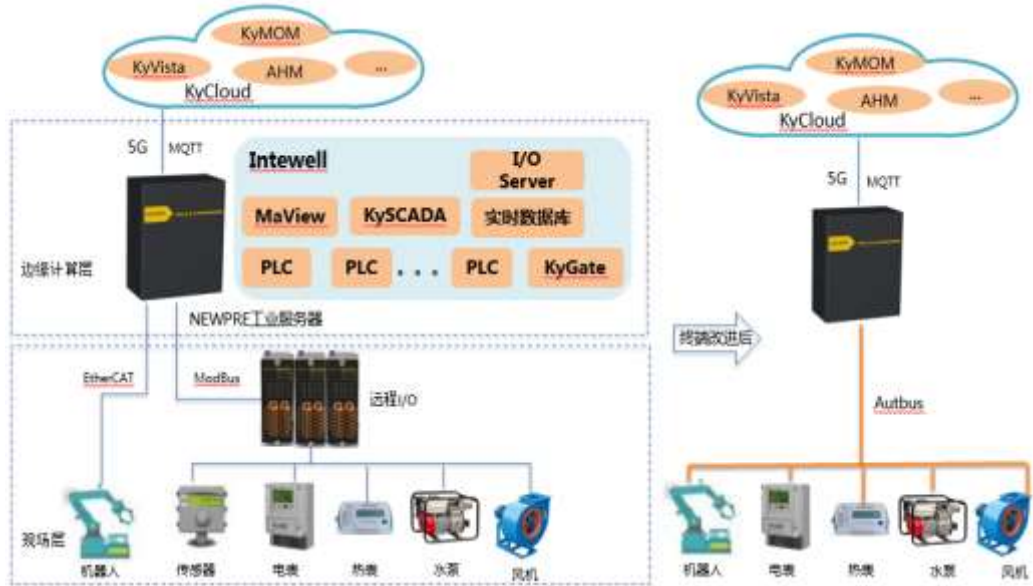 KyMOM
KyVista
AHM
...
KyCloud
5G MQTT
Intewell
I/O
Server
MaView
KySCADA
实时数据库
PLC
PLC
...
PLC
KyGate
边缘计算层
NEWPRE工业服务器
EtherCAT
ModBus
远程I/O
现场层
机器人
传感器
电表
热表
水泵
风机
终端改进后
KyMOM
KyVista
AHM
...
KyCloud
5G MQTT
Autbus
机器人
电表
热表
水泵
风机